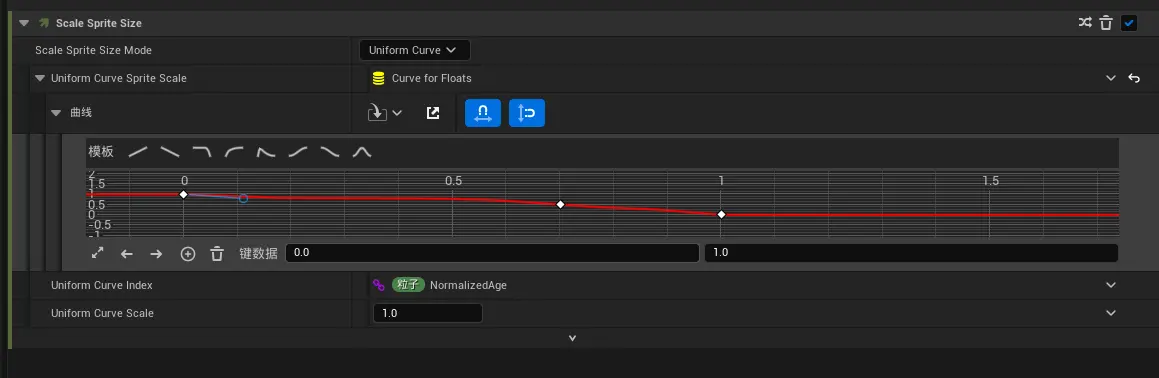 Scale Sprite Size
Scale Sprite Size Mode Uniform Curve
Uniform Curve Sprite Scale Curve for Floats
曲线
模板
0 0.5 1 1.5
2
1.5
1
0.5
0
-0.5
-1
键数据 0.0 1.0
Uniform Curve Index 粒子 NormalizedAge
Uniform Curve Scale 1.0